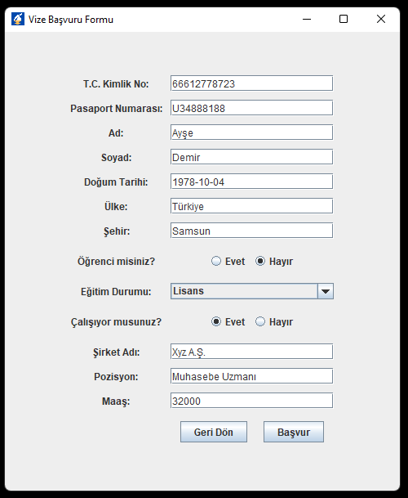 Vize Başvuru Formu
T.C. Kimlik No: 66612778723
Pasaport Numarası: U34888188
Ad: Ayşe
Soyad: Demir
Doğum Tarihi: 1978-10-04
Ülke: Türkiye
Şehir: Samsun
Öğrenci misiniz? Evet Hayır
Eğitim Durumu: Lisans
Çalışıyor musunuz? Evet Hayır
Şirket Adı: Xyz A.Ş.
Pozisyon: Muhasebe Uzmanı
Maaş: 32000
Geri Dön Başvur